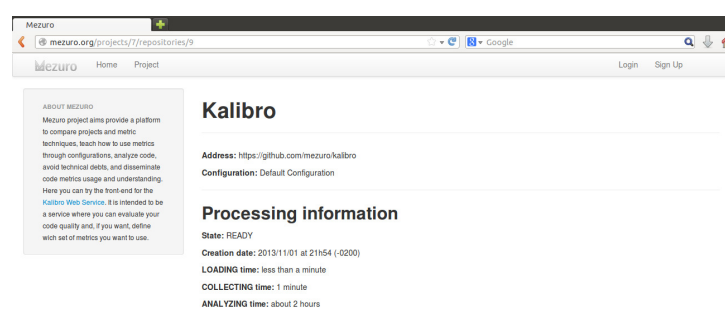 Mezuro
mezuro.org/projects/7/repositories/9
Google
Mezuro
Home
Project
Login
Sign Up
ABOUT MEZURO
Mezuro project aims provide a platform
to compare projects and metric
techniques, teach how to use metrics
through configurations, analyze code,
avoid technical debts, and disseminate
code metrics usage and understanding.
Here you can try the front-end for the
Kalibro Web Service. It is intended to be
a service where you can evaluate your
code quality and, if you want, define
wich set of metrics you want to use.
Kalibro
Address: https://github.com/mezuro/kalibro
Configuration: Default Configuration
Processing information
State: READY
Creation date: 2013/11/01 at 21h54 (-0200)
LOADING time: less than a minute
COLLECTING time: 1 minute
ANALYZING time: about 2 hours